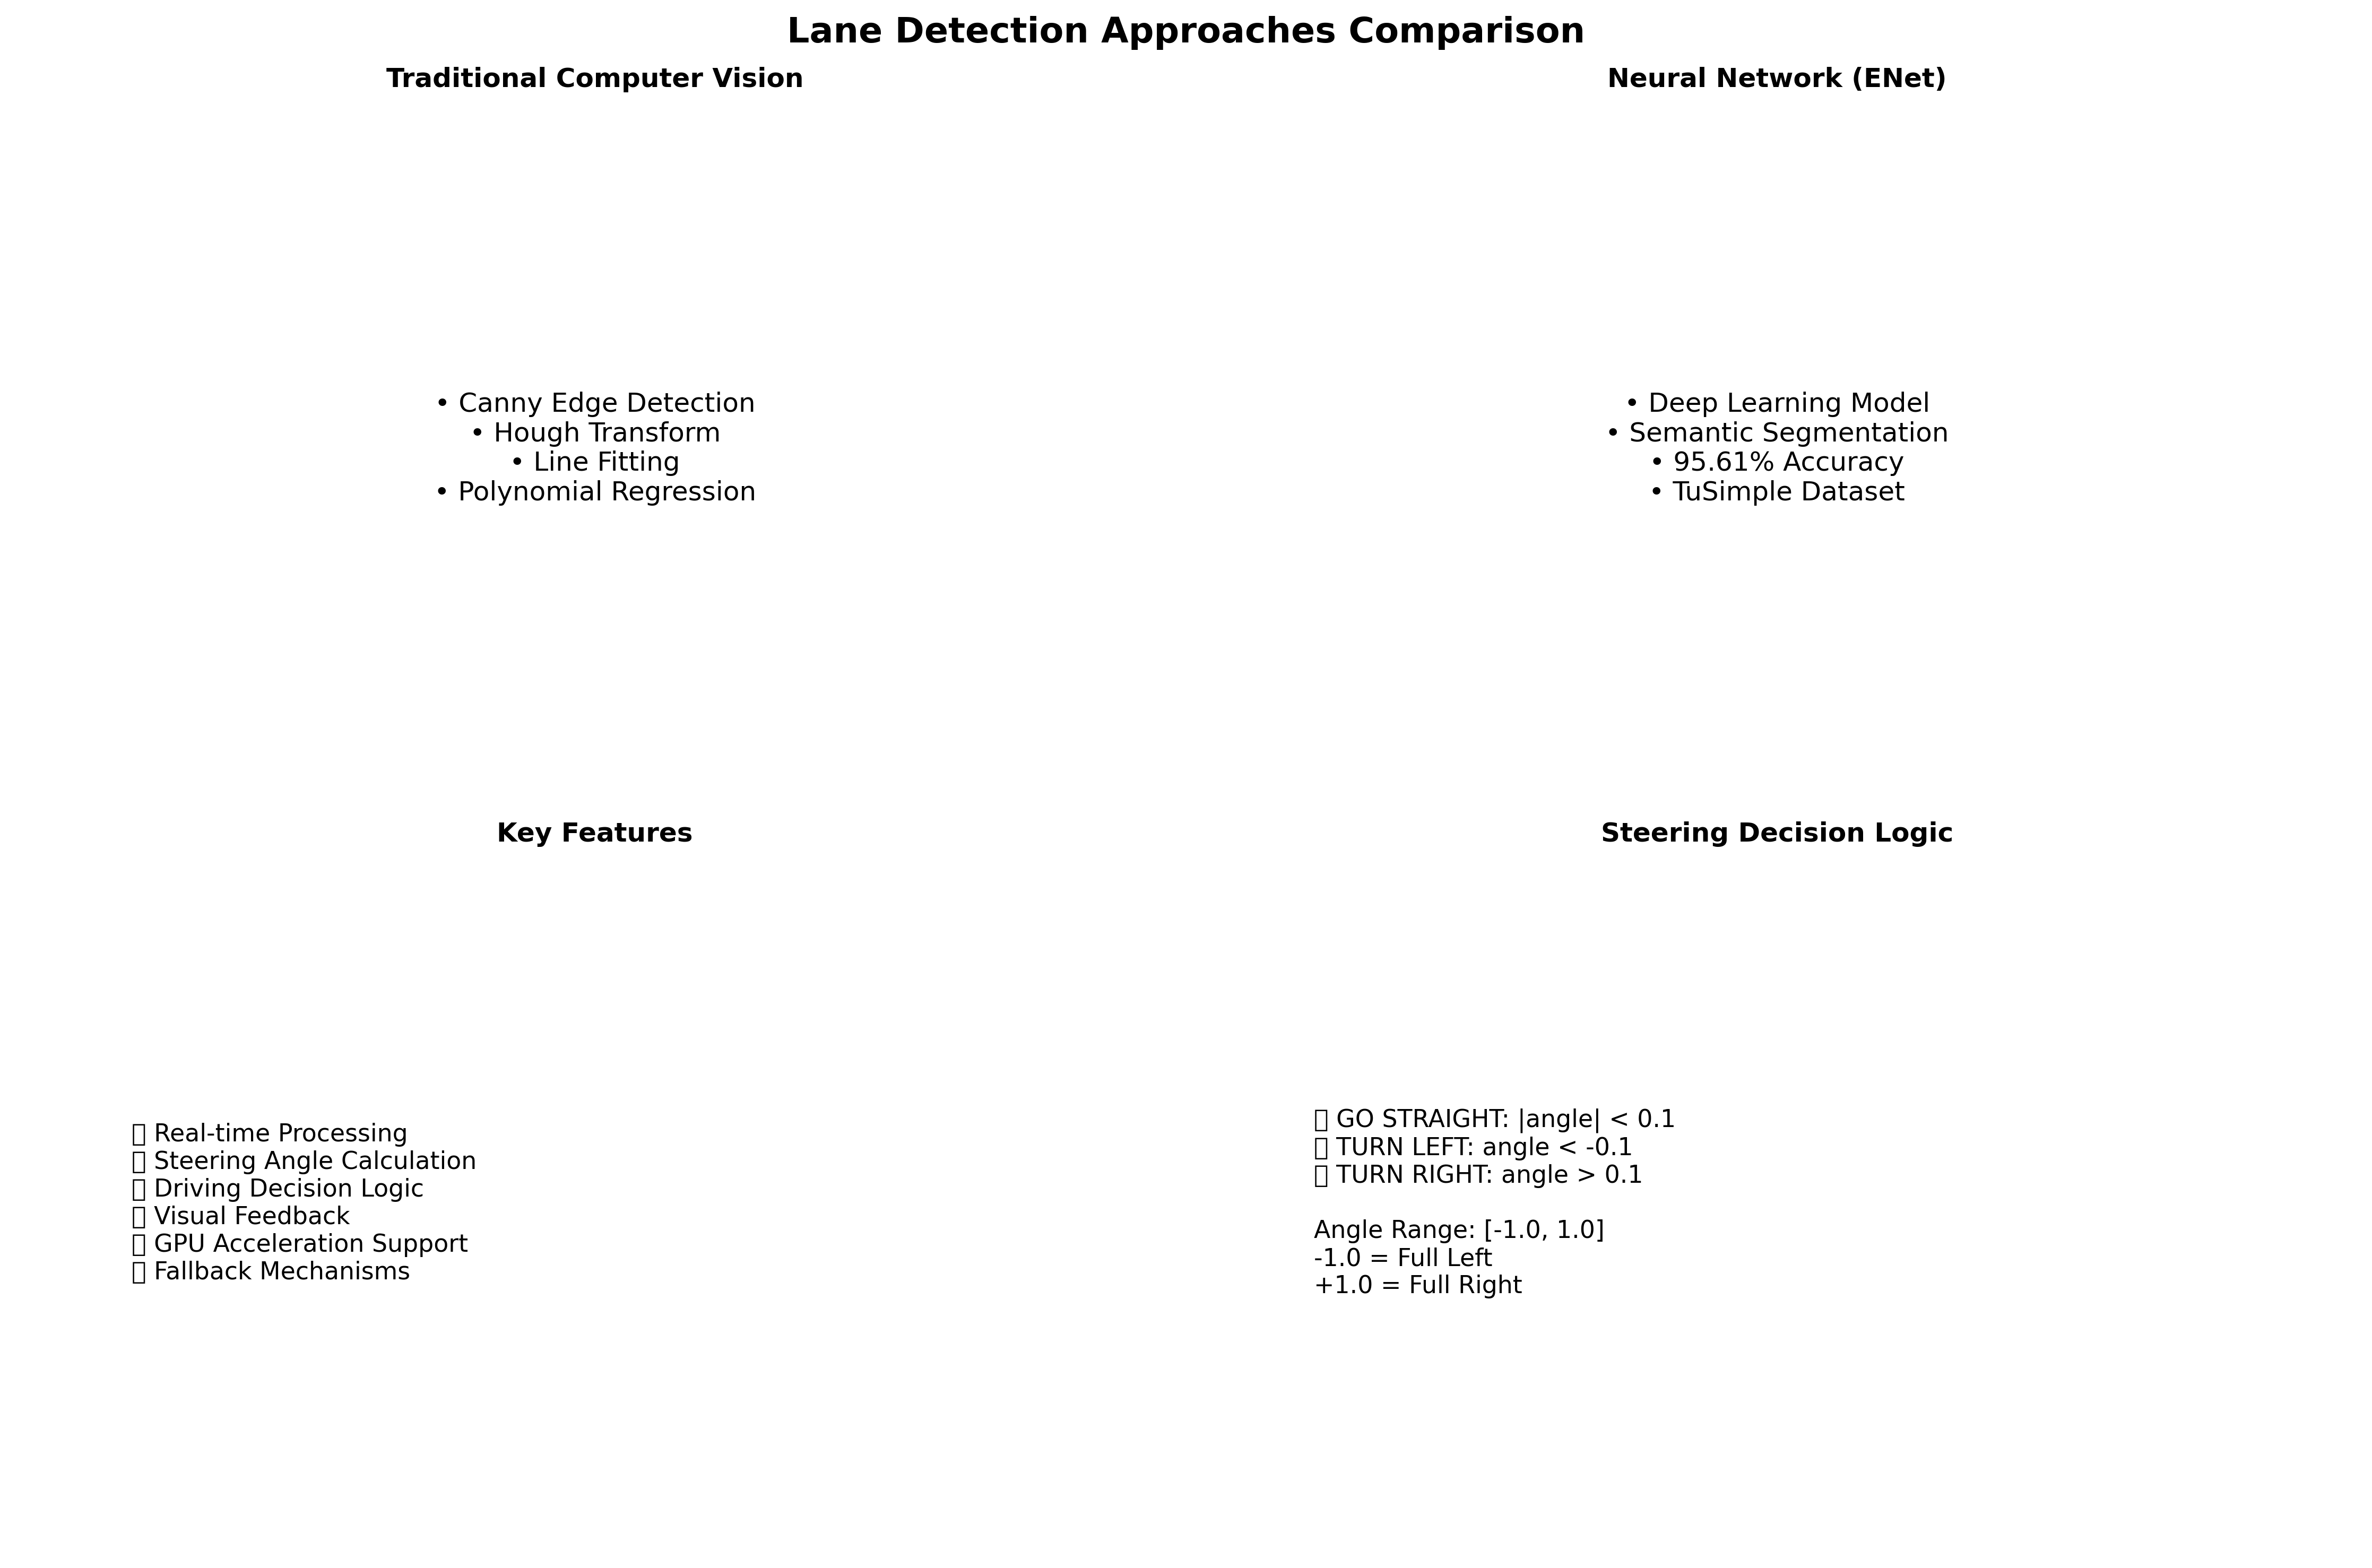 Lane Detection Approaches Comparison
Traditional Computer Vision
• Canny Edge Detection
• Hough Transform
• Line Fitting
• Polynomial Regression
Neural Network (ENet)
• Deep Learning Model
• Semantic Segmentation
• 95.61% Accuracy
• TuSimple Dataset
Key Features
▯ Real-time Processing
▯ Steering Angle Calculation
▯ Driving Decision Logic
▯ Visual Feedback
▯ GPU Acceleration Support
▯ Fallback Mechanisms
Steering Decision Logic
▯ GO STRAIGHT: |angle| < 0.1
▯ TURN LEFT: angle < -0.1
▯ TURN RIGHT: angle > 0.1
Angle Range: [-1.0, 1.0]
-1.0 = Full Left
+1.0 = Full Right